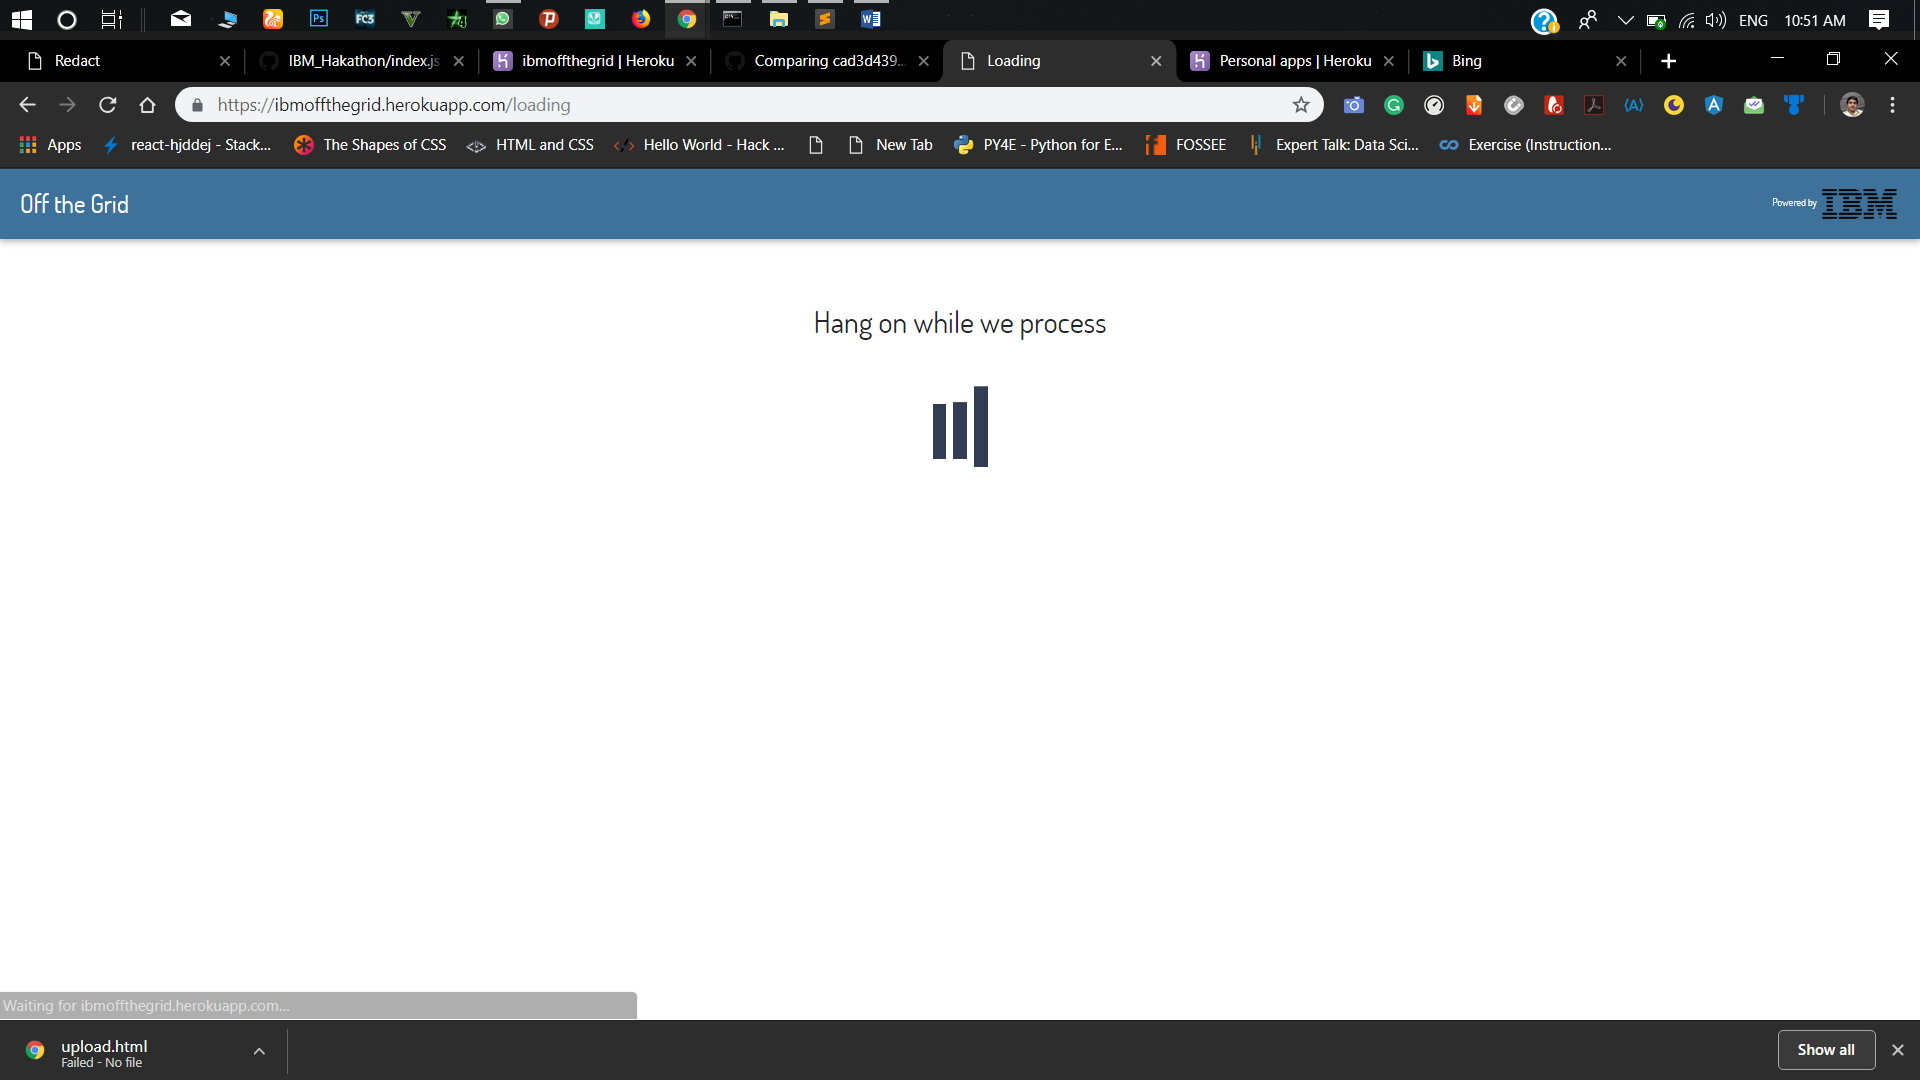 ENG 10:51 AM
Redact
IBM_Hakathon/index.js
ibmoffthegrid | Heroku
Comparing cad3d439...
Loading
Personal apps | Heroku
Bing
https://ibmoffthegrid.herokuapp.com/loading
Apps
react-hjddej - Stack...
The Shapes of CSS
HTML and CSS
Hello World - Hack ...
New Tab
PY4E - Python for E...
FOSSEE
Expert Talk: Data Sci...
Exercise (Instruction...
Off the Grid
Powered by IBM
Hang on while we process
Waiting for ibmoffthegrid.herokuapp.com...
upload.html
Failed - No file
Show all